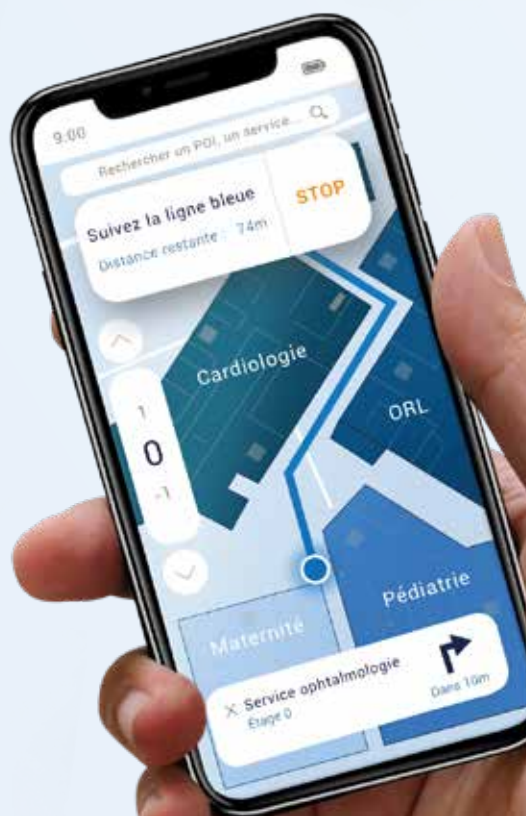 9:00
Rechercher un POI, un service...
Suivez la ligne bleue
Distance restante : 74m
STOP
Cardiologie
ORL
1
0
-1
Pédiatrie
Maternité
Service ophtalmologie
Étage 0
Dans 10m